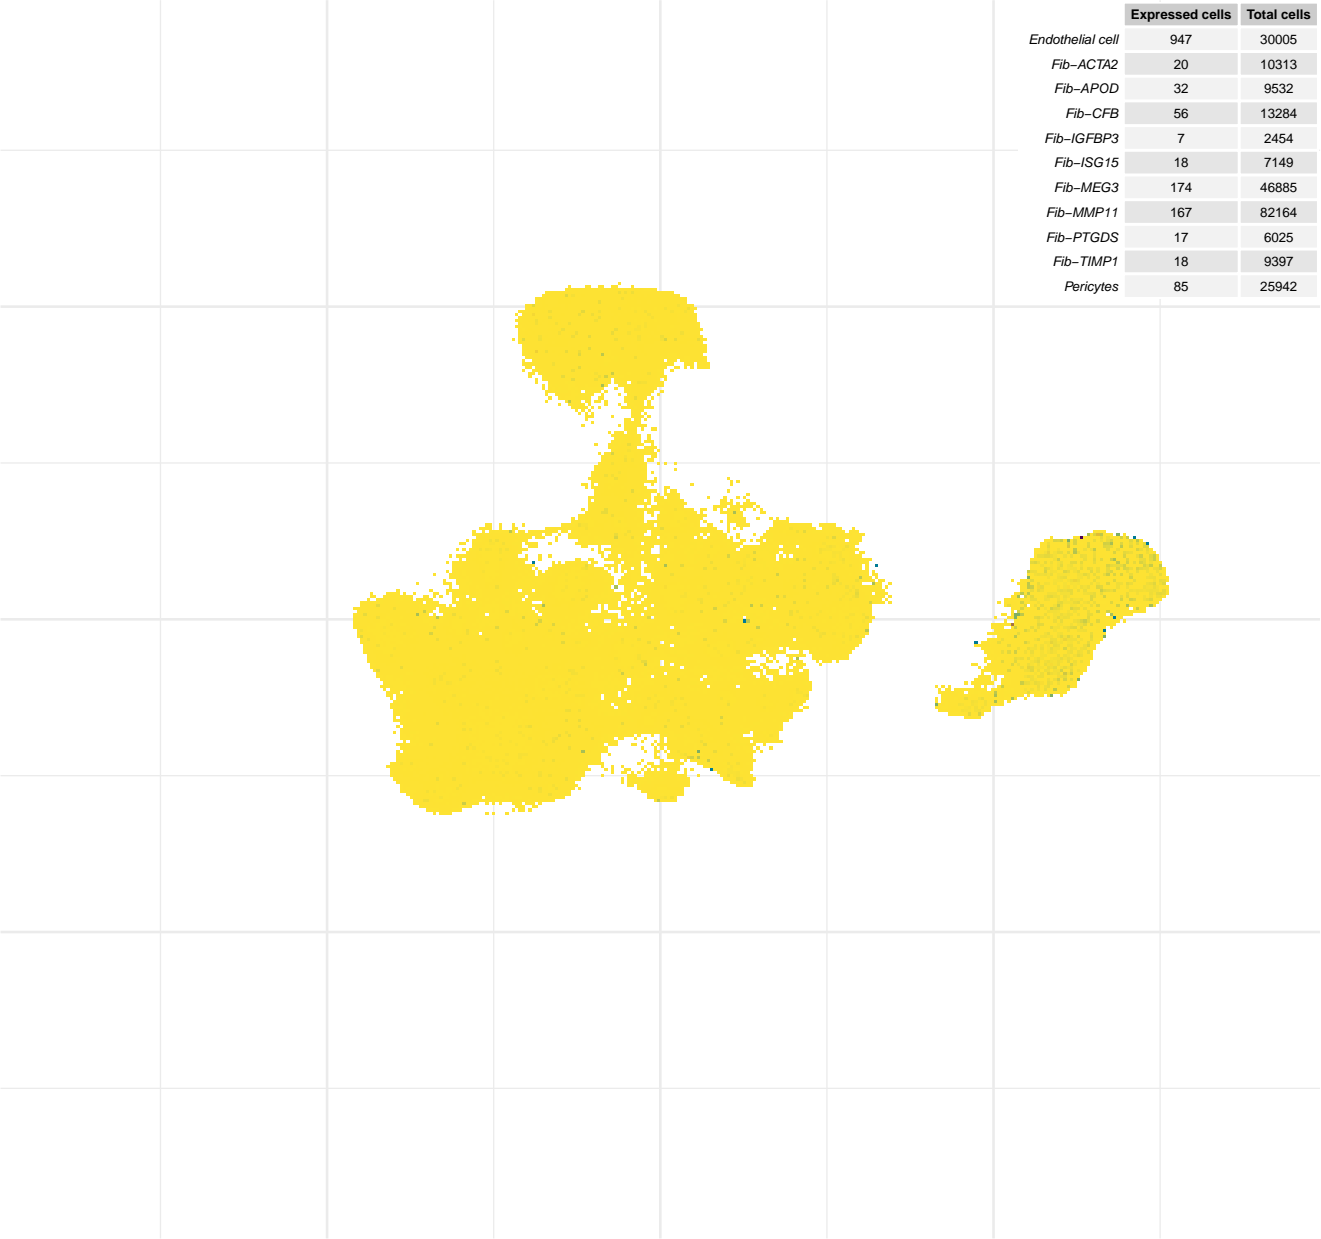 Expressed cells Total cells
Endothelial cell 947 30005
Fib−ACTA2 20 10313
Fib−APOD 32 9532
Fib−CFB 56 13284
Fib−IGFBP3 7 2454
Fib−ISG15 18 7149
Fib−MEG3 174 46885
Fib−MMP11 167 82164
Fib−PTGDS 17 6025
Fib−TIMP1 18 9397
Pericytes 85 25942